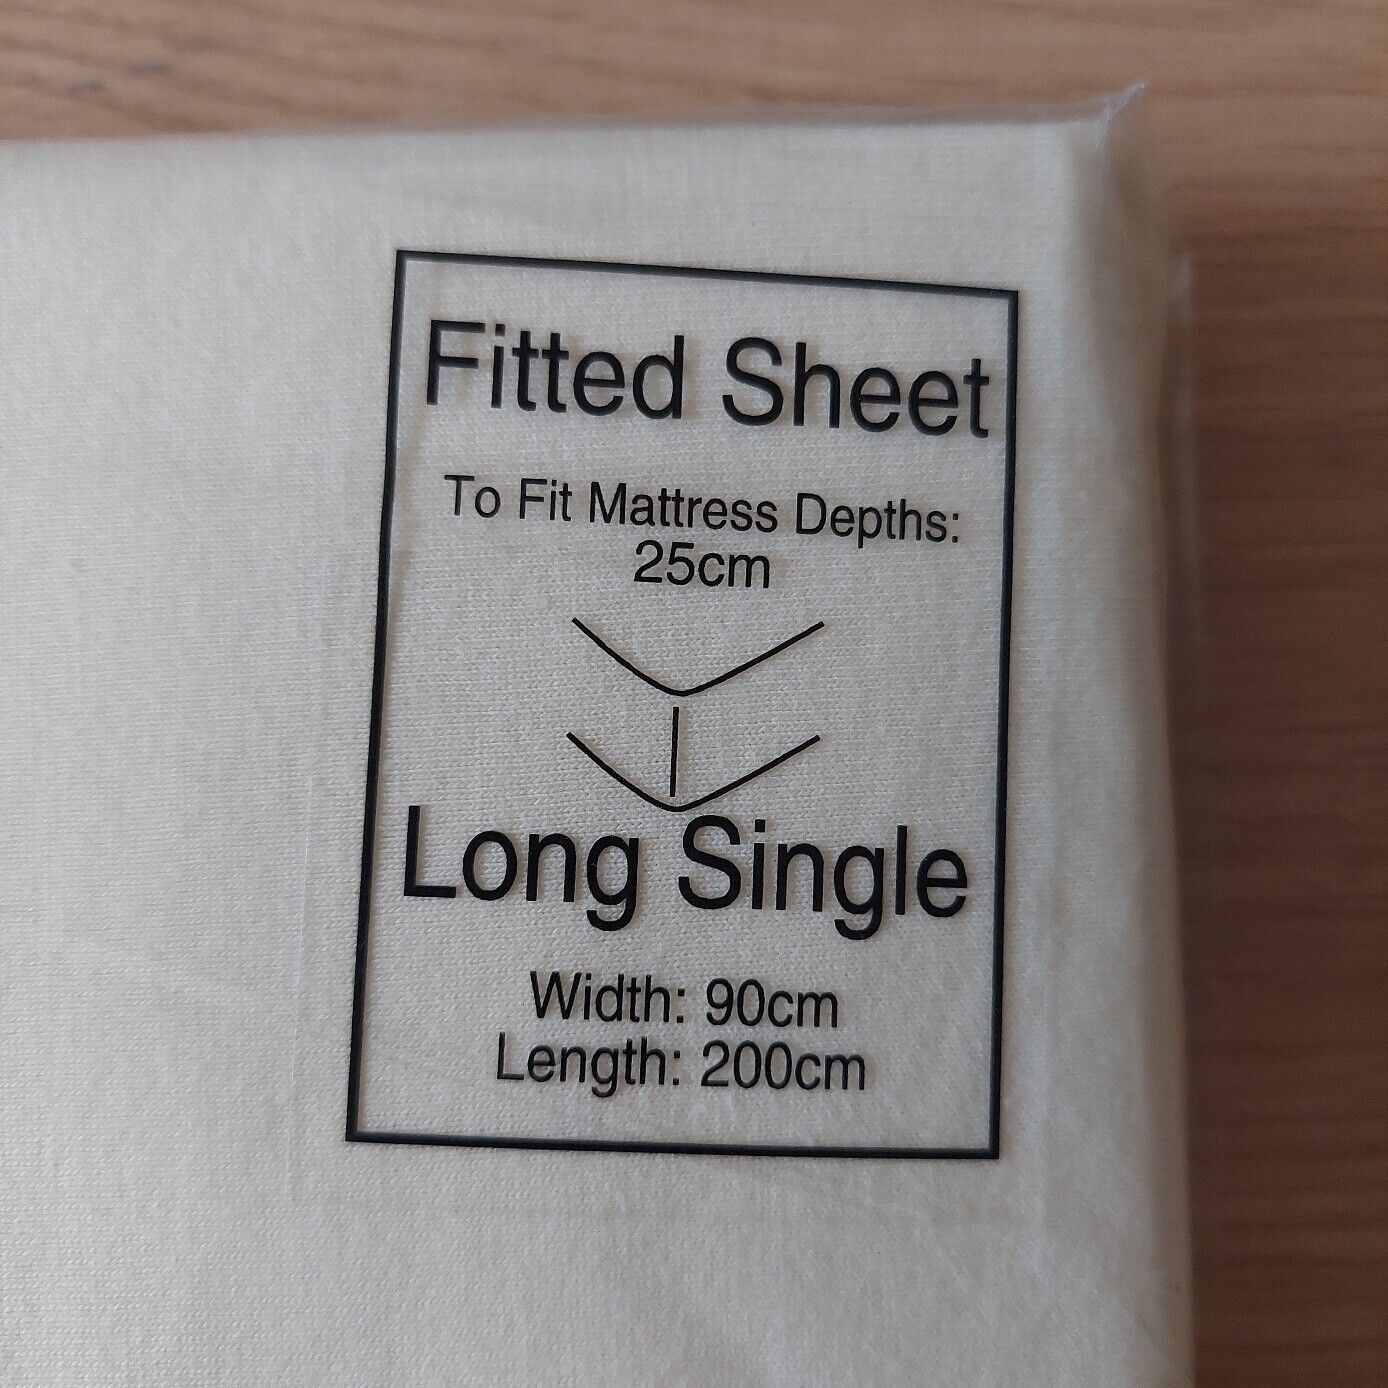 Fitted Sheet
To Fit Mattress Depths:
25cm
Long Single
Width: 90cm
Length: 200cm